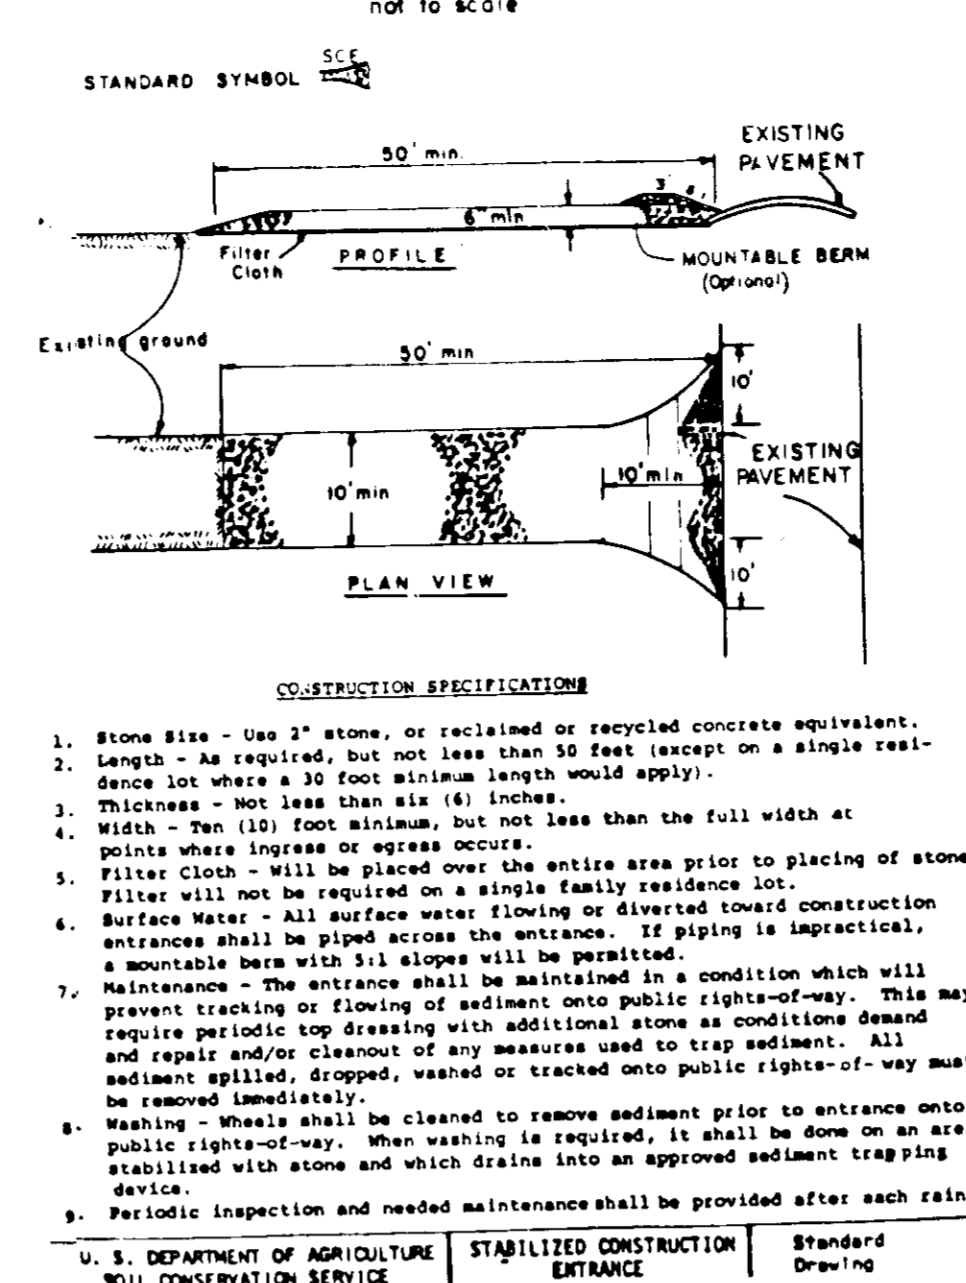 not to scale
STANDARD SYMBOL SCE
50' min.
EXISTING
PAVEMENT
3'
6" min
Filter
Cloth
PROFILE
MOUNTABLE BERM
(Optional)
Existing ground
50' min
10'
10' min
10' min
EXISTING
PAVEMENT
10'
PLAN VIEW
CONSTRUCTION SPECIFICATIONS
1. Stone Size - Use 2" stone, or reclaimed or recycled concrete equivalent.
2. Length - As required, but not less than 50 feet (except on a single resi-
dence lot where a 30 foot minimum length would apply).
3. Thickness - Not less than six (6) inches.
4. Width - Ten (10) foot minimum, but not less than the full width at
points where ingress or egress occurs.
5. Filter Cloth - Will be placed over the entire area prior to placing of stone
Filter will not be required on a single family residence lot.
6. Surface Water - All surface water flowing or diverted toward construction
entrances shall be piped across the entrance. If piping is impractical,
a mountable berm with 5:1 slopes will be permitted.
7. Maintenance - The entrance shall be maintained in a condition which will
prevent tracking or flowing of sediment onto public rights-of-way. This may
require periodic top dressing with additional stone as conditions demand
and repair and/or cleanout of any measures used to trap sediment. All
sediment spilled, dropped, washed or tracked onto public rights-of-way must
be removed immediately.
8. Washing - Wheels shall be cleaned to remove sediment prior to entrance onto
public rights-of-way. When washing is required, it shall be done on an are
stabilized with stone and which drains into an approved sediment trapping
device.
9. Periodic inspection and needed maintenance shall be provided after each rain
U. S. DEPARTMENT OF AGRICULTURE
SOIL CONSERVATION SERVICE
STABILIZED CONSTRUCTION
ENTRANCE
Standard
Drawing